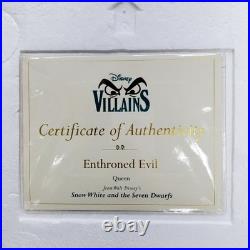 Disney
VILLAINS
Certificate of Authenticity
Enthroned Evil
Queen
from Walt Disney's
Snow White and the Seven Dwarfs